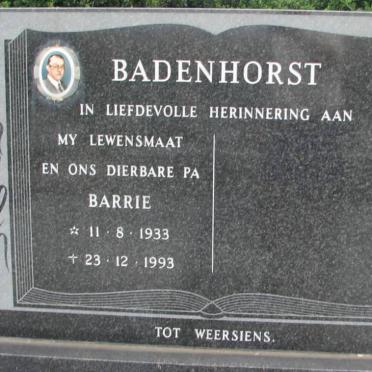 BADENHORST
IN LIEFDEVOLLE HERINNERING AAN
MY LEWENSMAAT
EN ONS DIERBARE PA
BARRIE
☆ 11 · 8 · 1933
✝ 23 · 12 · 1993
TOT WEERSIENS.